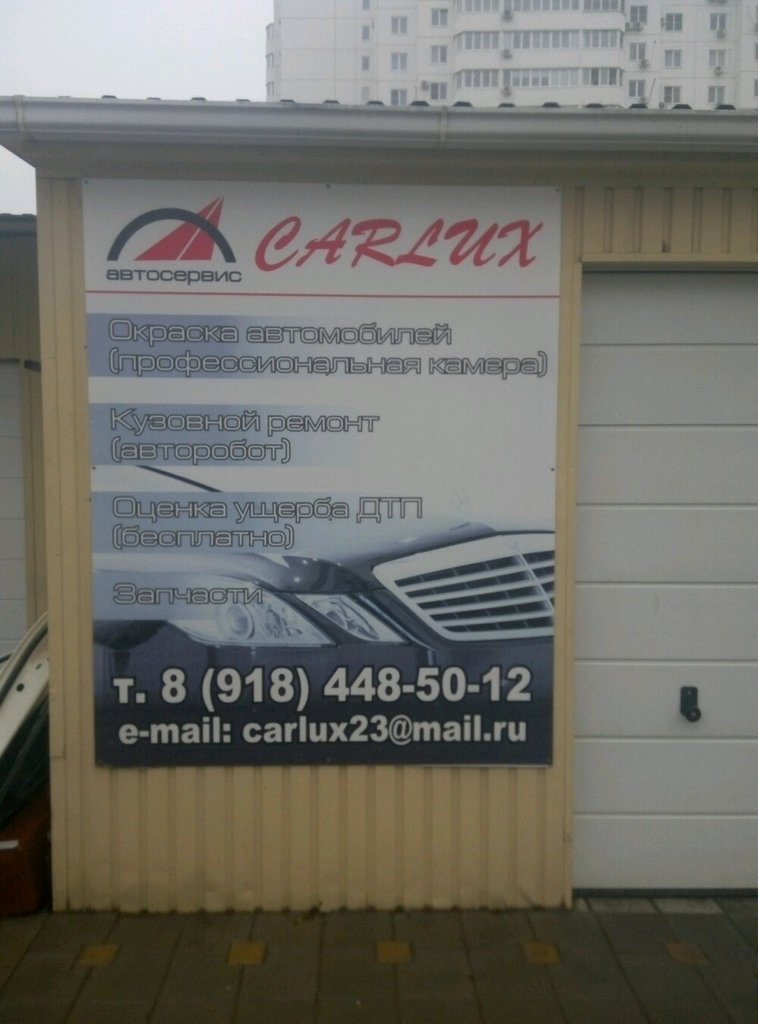 автосервис
CARLUX
Окраска автомобилей
(профессиональная камера)
Кузовной ремонт
(авторобот)
Оценка ущерба ДТП
(бесплатно)
Запчасти
т. 8 (918) 448-50-12
e-mail: carlux23@mail.ru